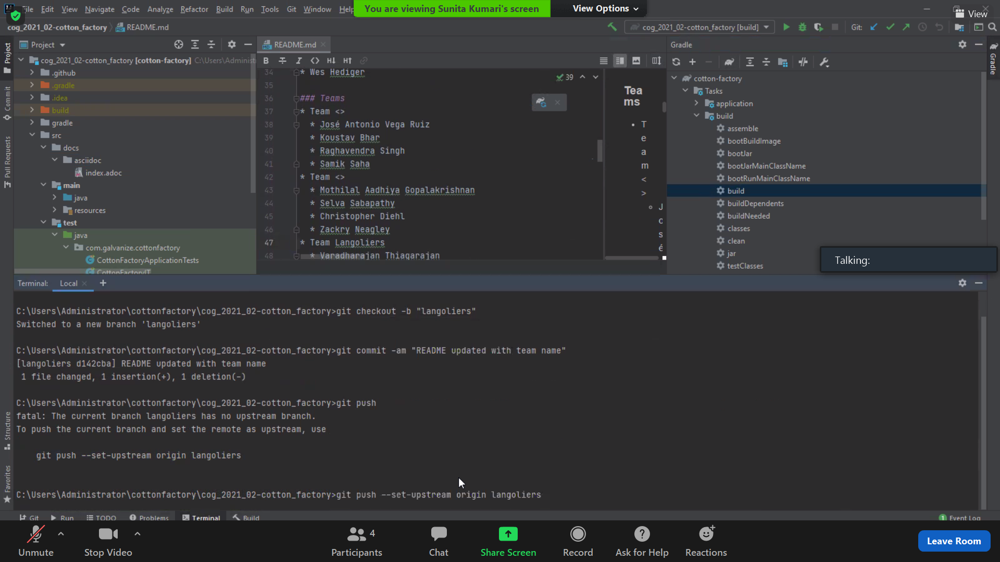 File Edit View Navigate Code Analyze Refactor Build Run Tools Git Window Help
You are viewing Sunita Kumari's screen
View Options
View
cog_2021_02-cotton_factory README.md
cog_2021_02-cotton_factory [build]
Git:
Project
README.md
Gradle
Project
Commit
Pull Requests
Structure
Favorites
Gradle
cog_2021_02-cotton_factory [cotton-factory] C:\Users\Administ
.github
.gradle
.idea
build
gradle
src
docs
asciidoc
index.adoc
main
java
resources
test
java
com.galvanize.cottonfactory
CottonFactoryApplicationTests
CottonFactoryIT
39
34 * Wes Hediger
35
36 ### Teams
37 * Team <>
38 * José Antonio Vega Ruiz
39 * Koustav Bhar
40 * Raghavendra Singh
41 * Samik Saha
42 * Team <>
43 * Mothilal Aadhiya Gopalakrishnan
44 * Selva Sabapathy
45 * Christopher Diehl
46 * Zackry Neagley
47 * Team Langoliers
48 * Varadharajan Thiagarajan
Tea
ms
• T
e
a
m
<
>
J
o
s
é
cotton-factory
Tasks
application
build
assemble
bootBuildImage
bootJar
bootJarMainClassName
bootRunMainClassName
build
buildDependents
buildNeeded
classes
clean
jar
testClasses
Talking:
Terminal: Local
C:\Users\Administrator\cottonfactory\cog_2021_02-cotton_factory>git checkout -b "langoliers"
Switched to a new branch 'langoliers'
C:\Users\Administrator\cottonfactory\cog_2021_02-cotton_factory>git commit -am "README updated with team name"
[langoliers d142cba] README updated with team name
1 file changed, 1 insertion(+), 1 deletion(-)
C:\Users\Administrator\cottonfactory\cog_2021_02-cotton_factory>git push
fatal: The current branch langoliers has no upstream branch.
To push the current branch and set the remote as upstream, use
git push --set-upstream origin langoliers
C:\Users\Administrator\cottonfactory\cog_2021_02-cotton_factory>git push --set-upstream origin langoliers
Git Run TODO Problems Terminal Build
1 Event Log
Unmute
Stop Video
Participants 4
Chat
Share Screen
Record
Ask for Help
Reactions
Leave Room